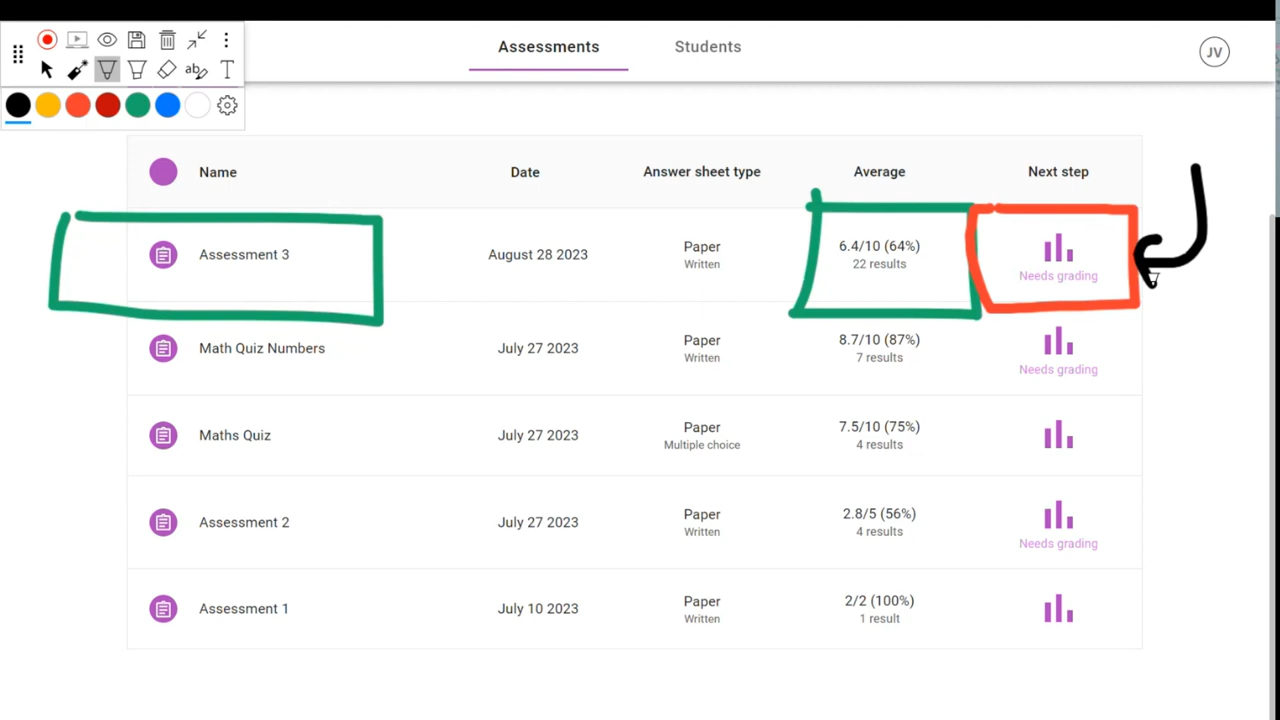 Assessments Students JV
ab T
Name Date Answer sheet type Average Next step
Assessment 3 August 28 2023 Paper 6.4/10 (64%)
Written 22 results Needs grading
Math Quiz Numbers July 27 2023 Paper 8.7/10 (87%)
Written 7 results Needs grading
Maths Quiz July 27 2023 Paper 7.5/10 (75%)
Multiple choice 4 results
Assessment 2 July 27 2023 Paper 2.8/5 (56%)
Written 4 results Needs grading
Assessment 1 July 10 2023 Paper 2/2 (100%)
Written 1 result